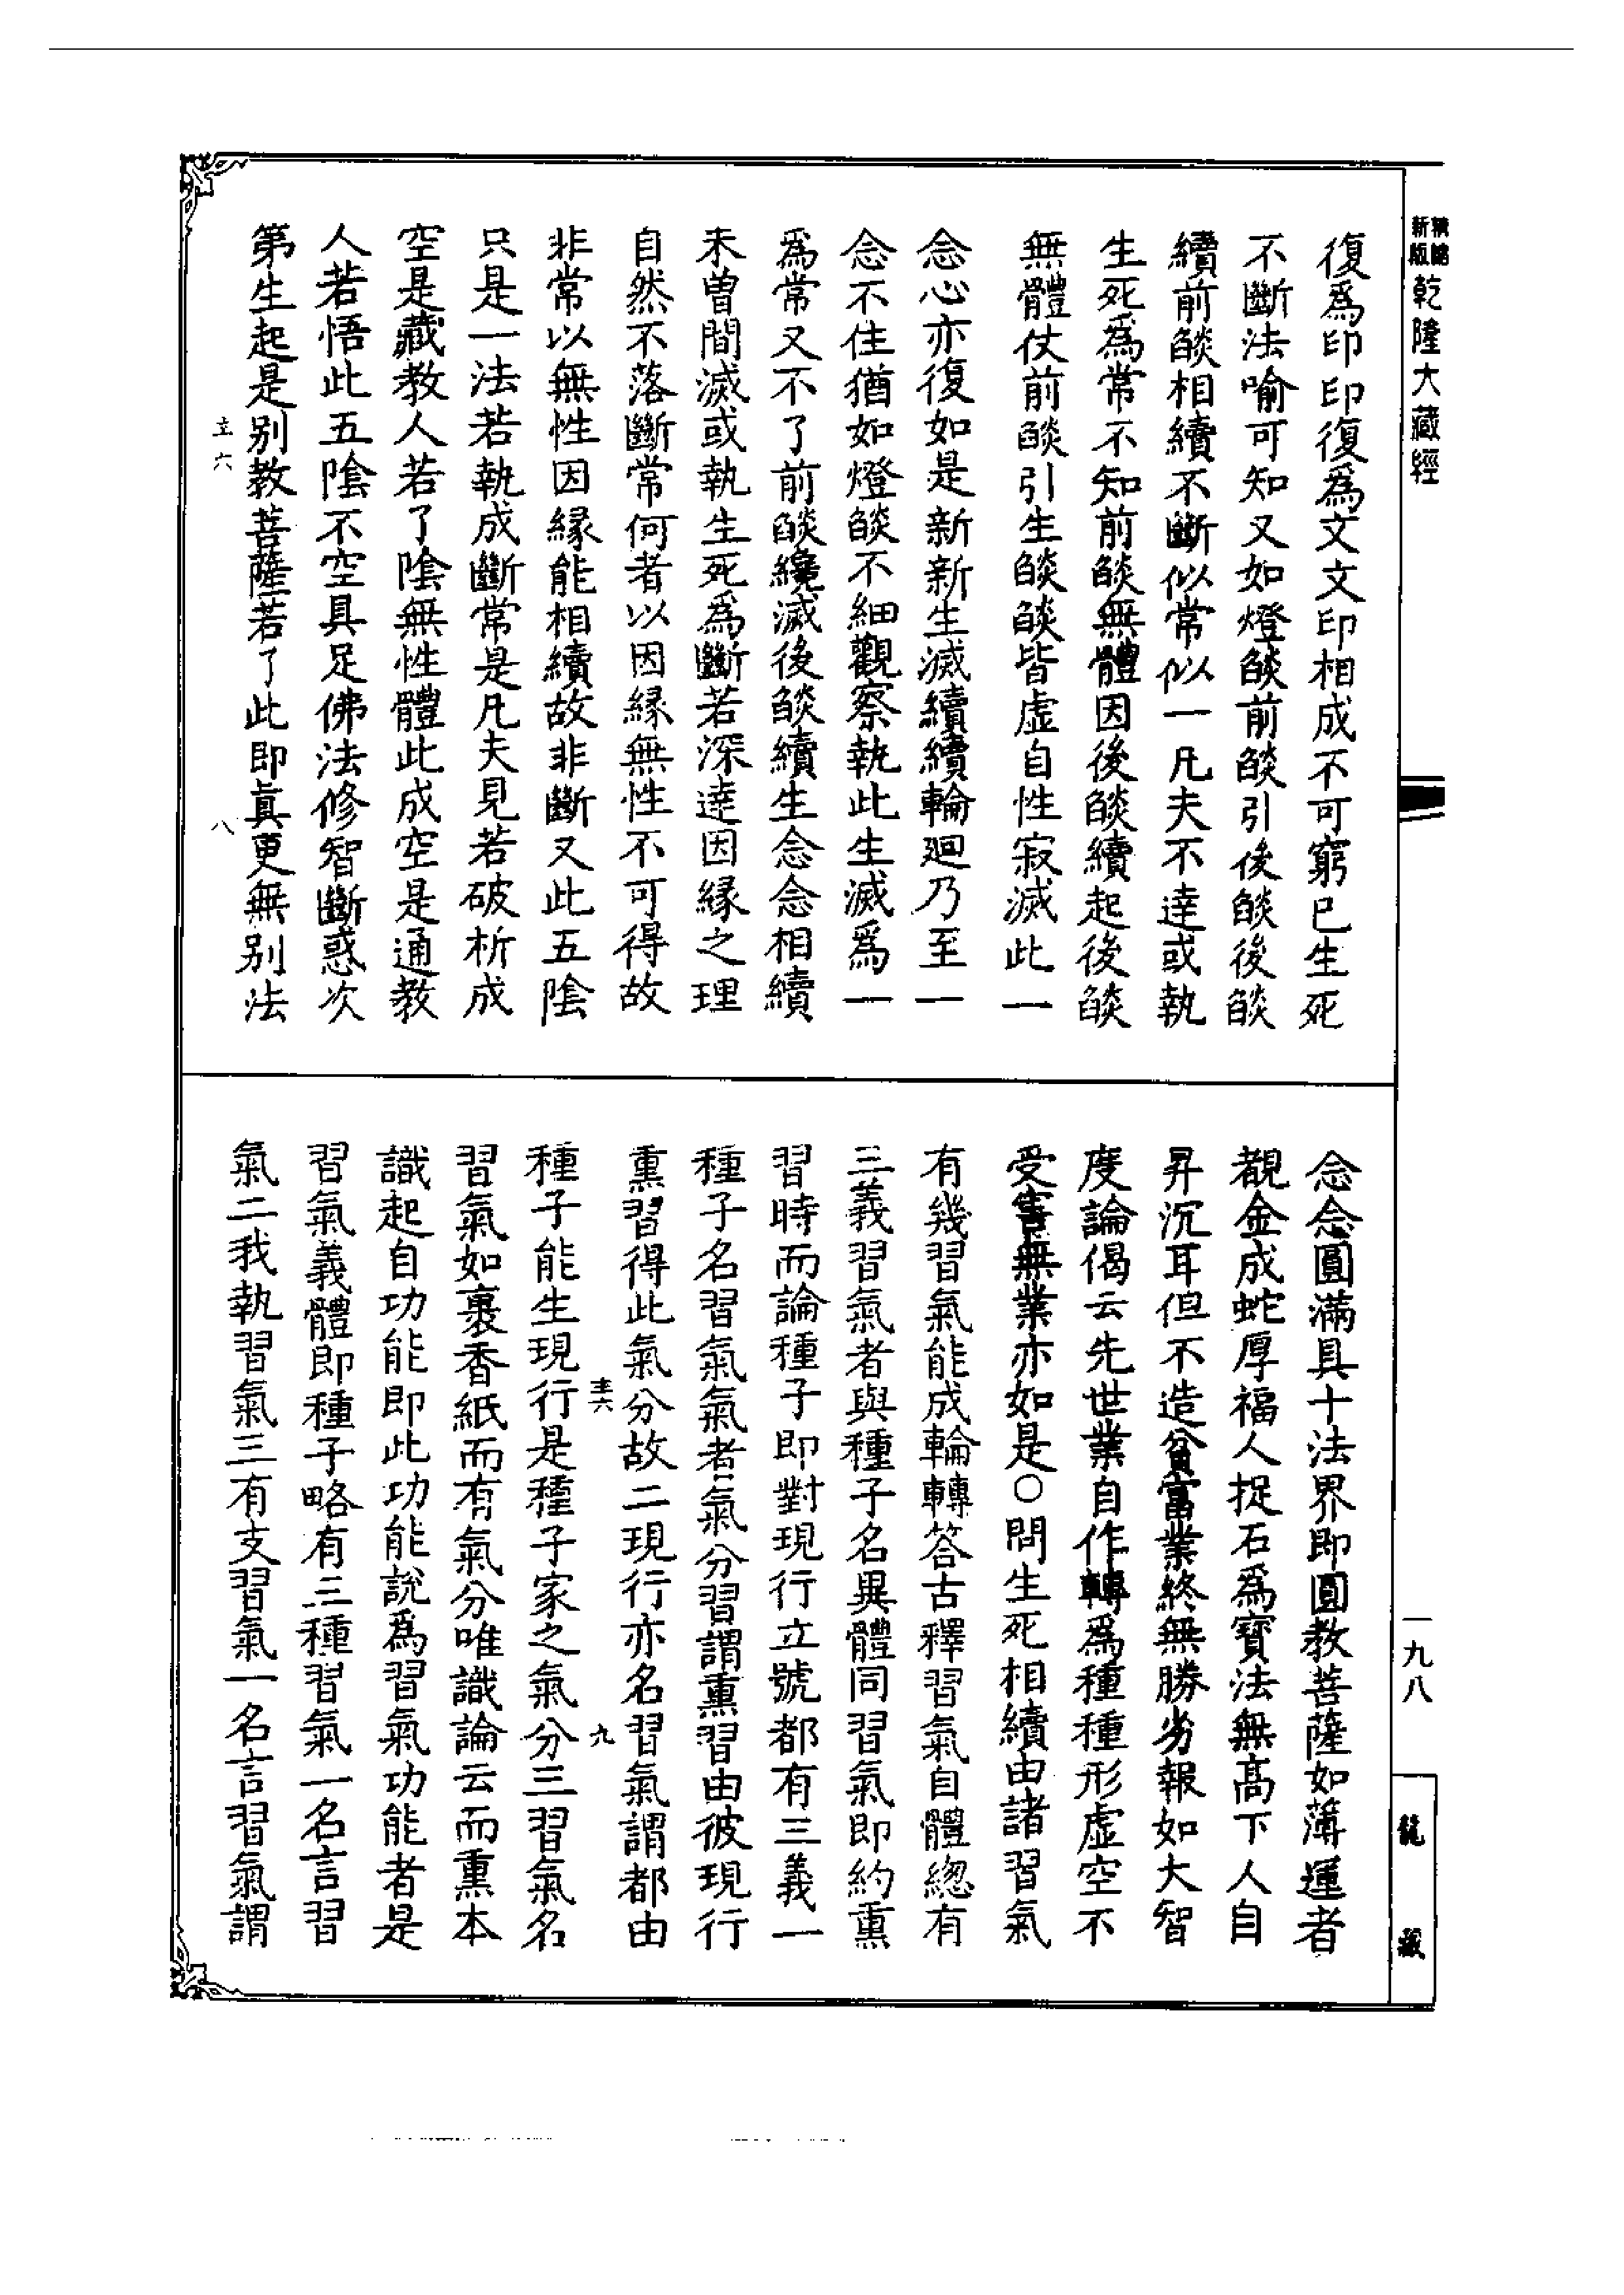 新版
乾隆大藏經
一九八
龍藏
復爲印印復爲文文印相成不可窮已生死
不斷法喻可知又如燈燄前燄引後燄後燄
續前燄相續不斷似常似一凡夫不達或執
生死爲常不知前燄無體因後燄續起後燄
無體仗前燄引生燄燄皆虛自性寂滅此一
念心亦復如是新新生滅續續輪迴乃至一
念不住猶如燈燄不細觀察執此生滅爲一
爲常又不了前燄纔滅後燄續生念念相續
未曾間滅或執生死爲斷若深達因緣之理
自然不落斷常何者以因緣無性不可得故
非常以無性因緣能相續故非斷又此五陰
只是一法若執成斷常是凡夫見若破析成
空是藏教人若了陰無性體此成空是通教
人若悟此五陰不空具足佛法修智斷惑次
第生起是别教菩薩若了此即眞更無别法
六
八
念念圓滿具十法界即圓教菩薩如薄運者
觀金成蛇厚福人捉石爲寶法無高下人自
昇沉耳但不造貧富業終無勝劣報如大智
度論偈云先世業自作轉爲種種形虛空不
受害無業亦如是○問生死相續由諸習氣
有幾習氣能成輪轉答古釋習氣自體緫有
三義習氣者與種子名異體同習氣即約熏
習時而論種子即對現行立號都有三義一
種子名習氣氣者氣分習謂熏習由彼現行
熏習得此氣分故二現行亦名習氣謂都由
六
九
種子能生現行是種子家之氣分三習氣名
習氣如裹香紙而有氣分唯識論云而熏本
識起自功能即此功能說爲習氣功能者是
習氣義體即種子略有三種習氣一名言習
氣二我執習氣三有支習氣一名言習氣謂